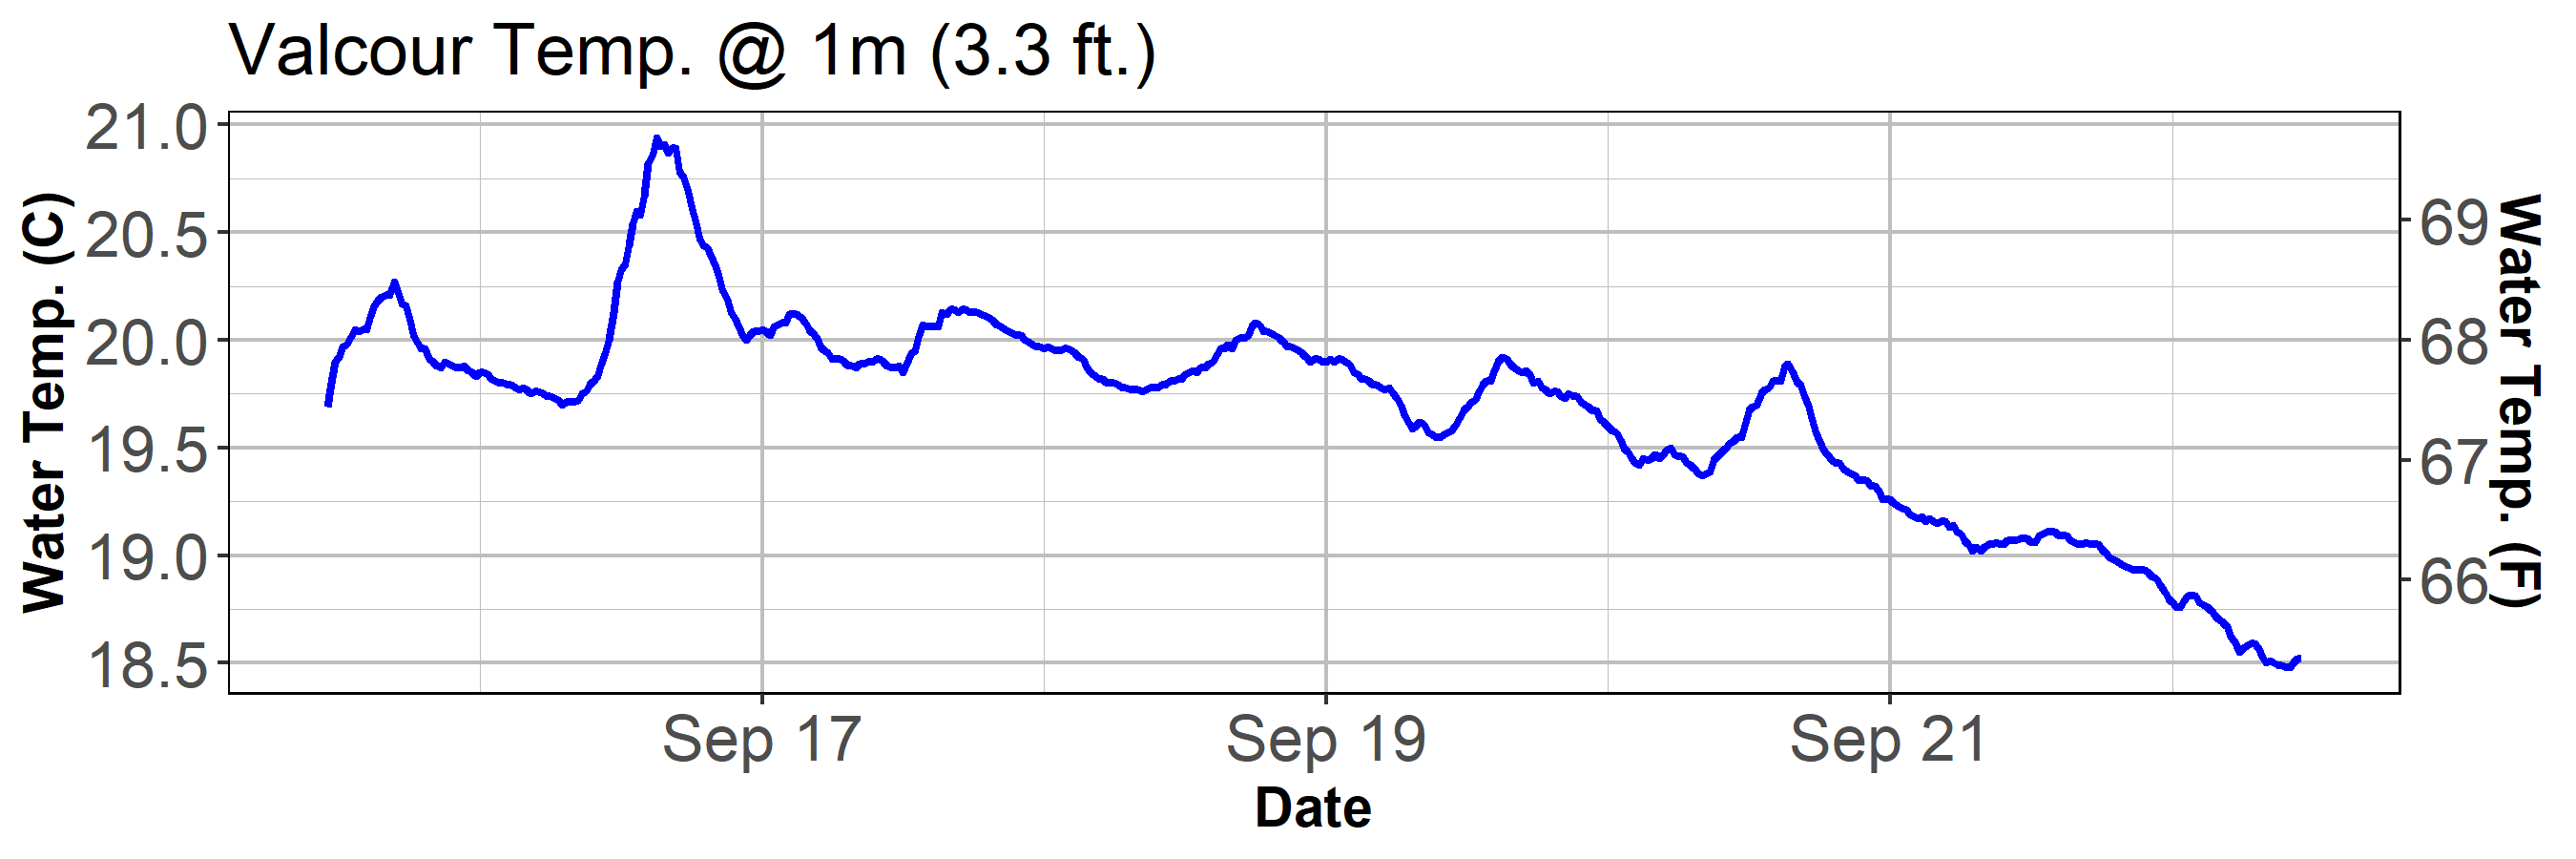 Valcour Temp. @ 1m (3.3 ft.)
Water Temp. (C)
21.0
20.5
20.0
19.5
19.0
18.5
69
68
67
66
Water Temp. (F)
Sep 17
Sep 19
Sep 21
Date